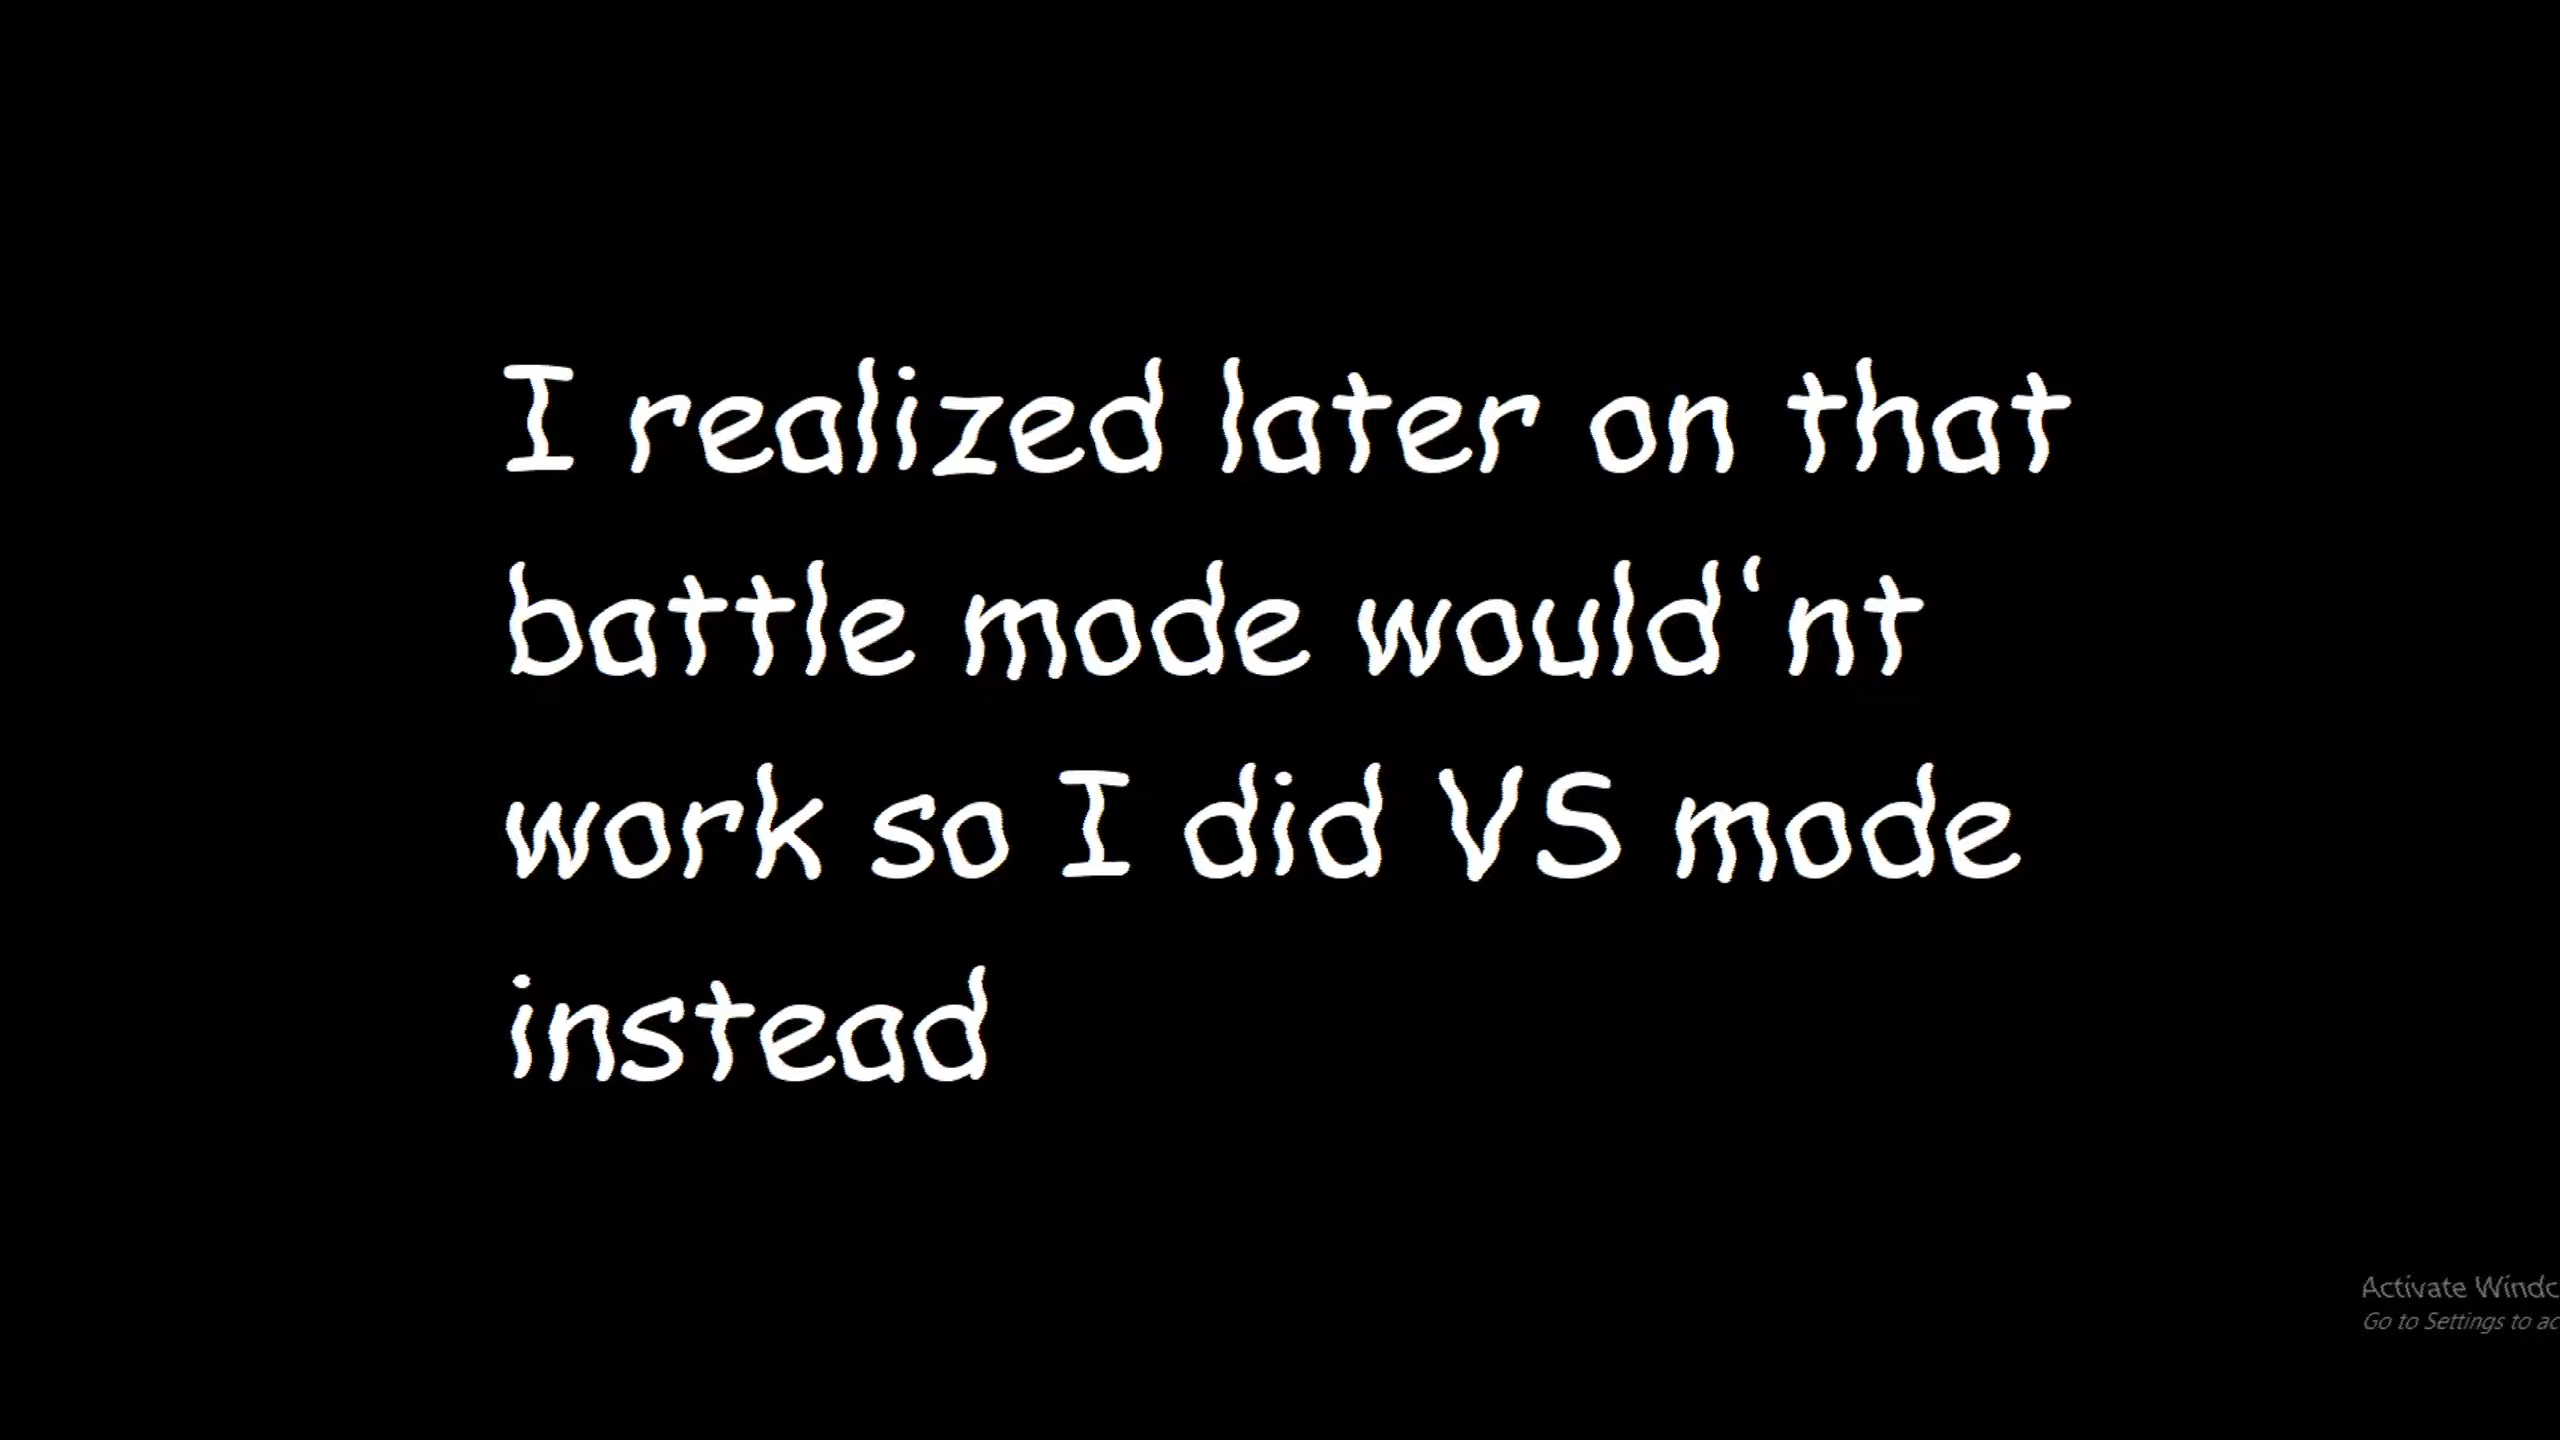 I realized later on that
battle mode would‘nt
work so I did VS mode
instead
Activate Windo
Go to Settings to ac